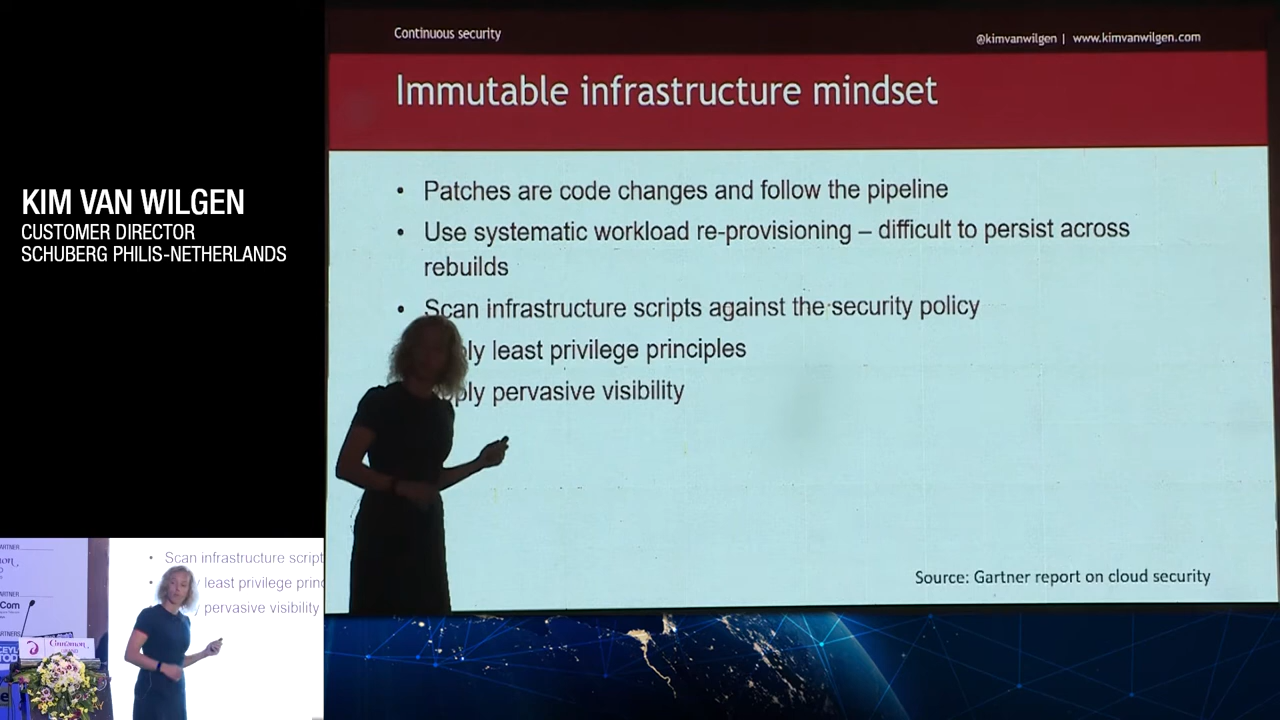 Continuous security
@kimvanwilgen | www.kimvanwilgen.com
Immutable infrastructure mindset
• Patches are code changes and follow the pipeline
• Use systematic workload re-provisioning – difficult to persist across
rebuilds
• Scan infrastructure scripts against the security policy
least privilege principles
pervasive visibility
Source: Gartner report on cloud security
KIM VAN WILGEN
CUSTOMER DIRECTOR
SCHUBERG PHILIS-NETHERLANDS
• Scan infrastructure script
• least privilege princ
pervasive visibility
Cinnamon